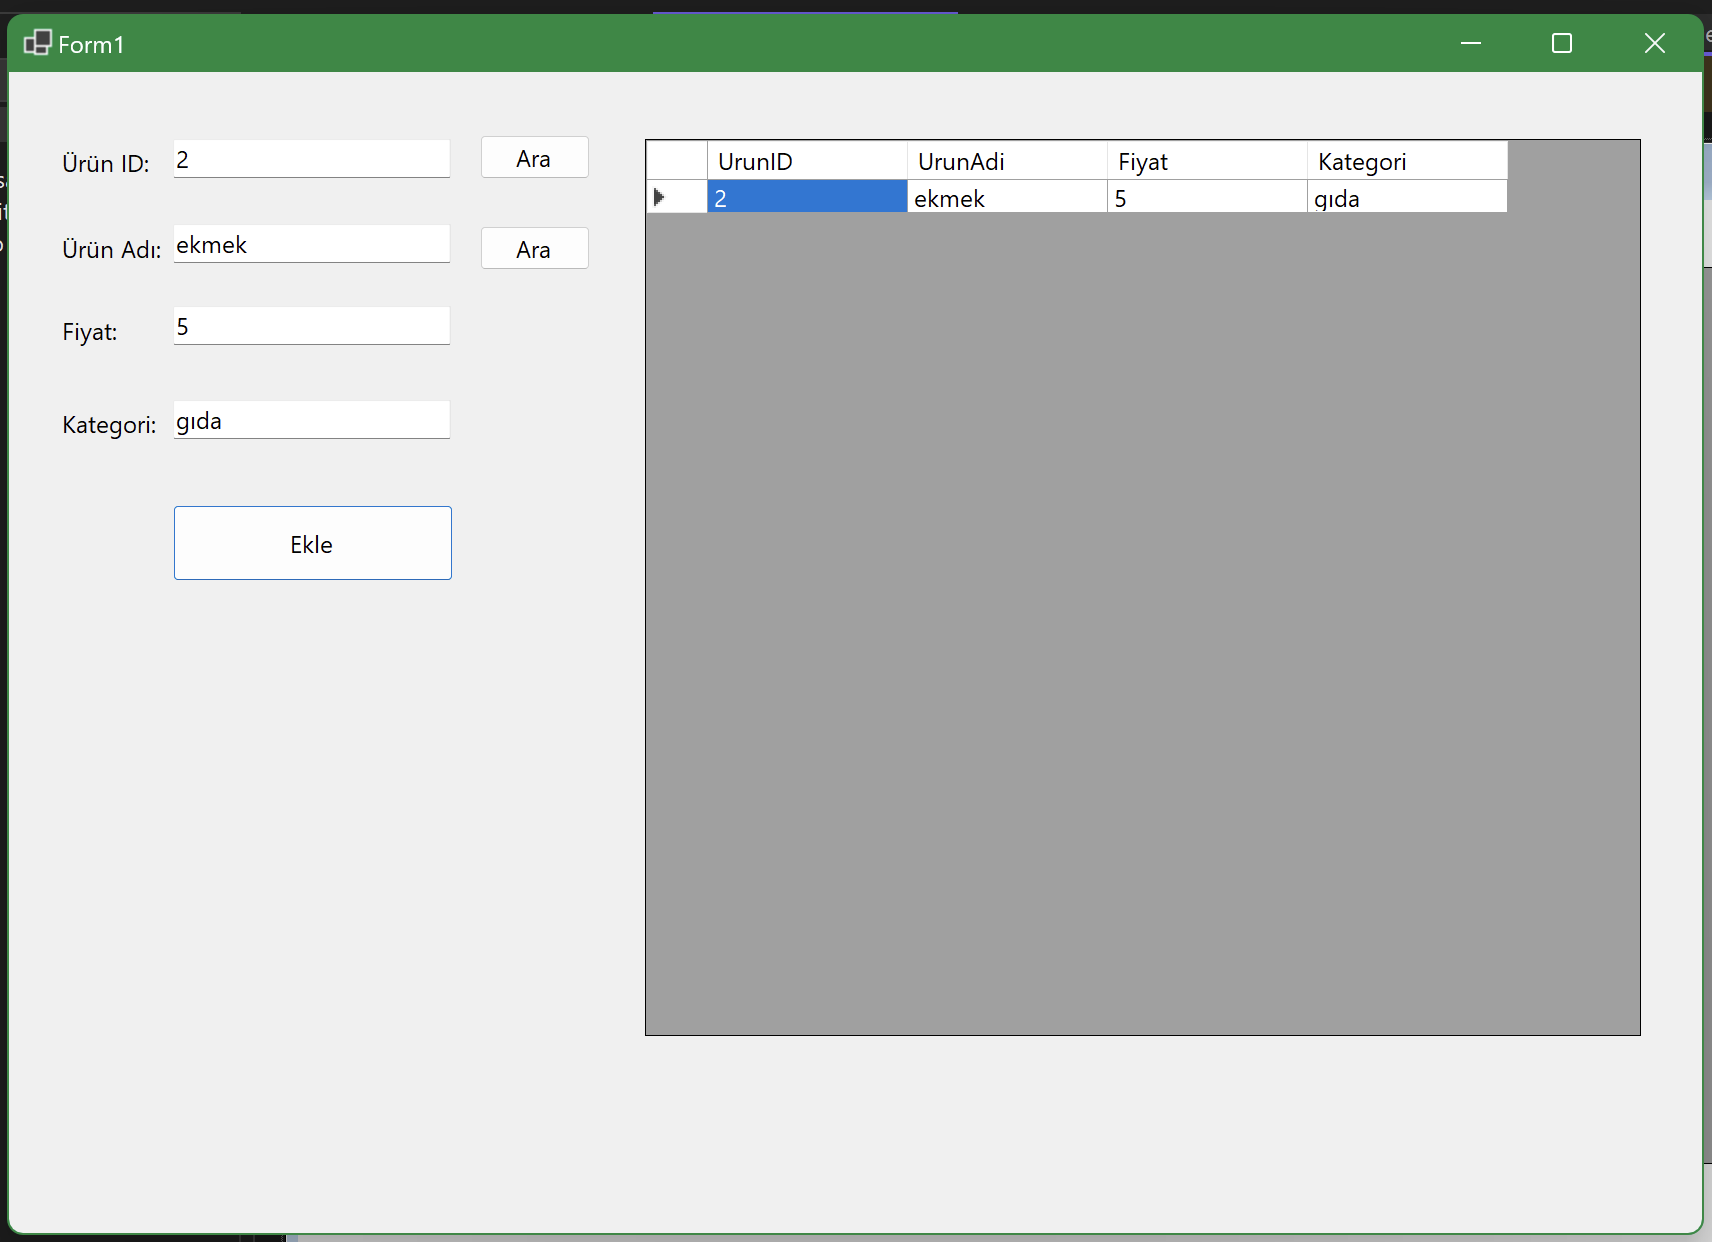 Form1
Ürün ID: 2 Ara
Ürün Adı: ekmek Ara
Fiyat: 5
Kategori: gıda
Ekle
UrunID UrunAdi Fiyat Kategori
2 ekmek 5 gıda